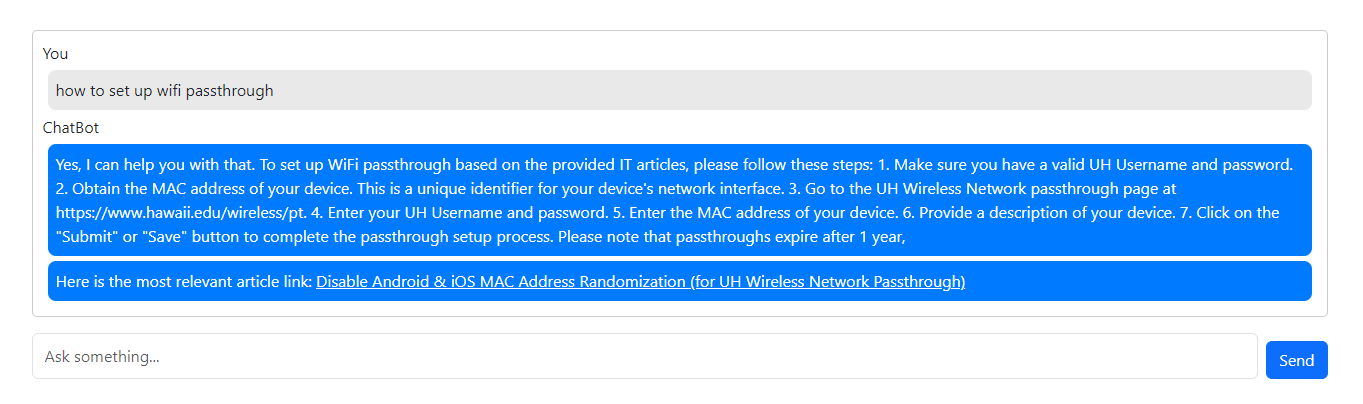 You
how to set up wifi passthrough
ChatBot
Yes, I can help you with that. To set up WiFi passthrough based on the provided IT articles, please follow these steps: 1. Make sure you have a valid UH Username and password.
2. Obtain the MAC address of your device. This is a unique identifier for your device's network interface. 3. Go to the UH Wireless Network passthrough page at
https://www.hawaii.edu/wireless/pt. 4. Enter your UH Username and password. 5. Enter the MAC address of your device. 6. Provide a description of your device. 7. Click on the
"Submit" or "Save" button to complete the passthrough setup process. Please note that passthroughs expire after 1 year,
Here is the most relevant article link: Disable Android & iOS MAC Address Randomization (for UH Wireless Network Passthrough)
Ask something...
Send